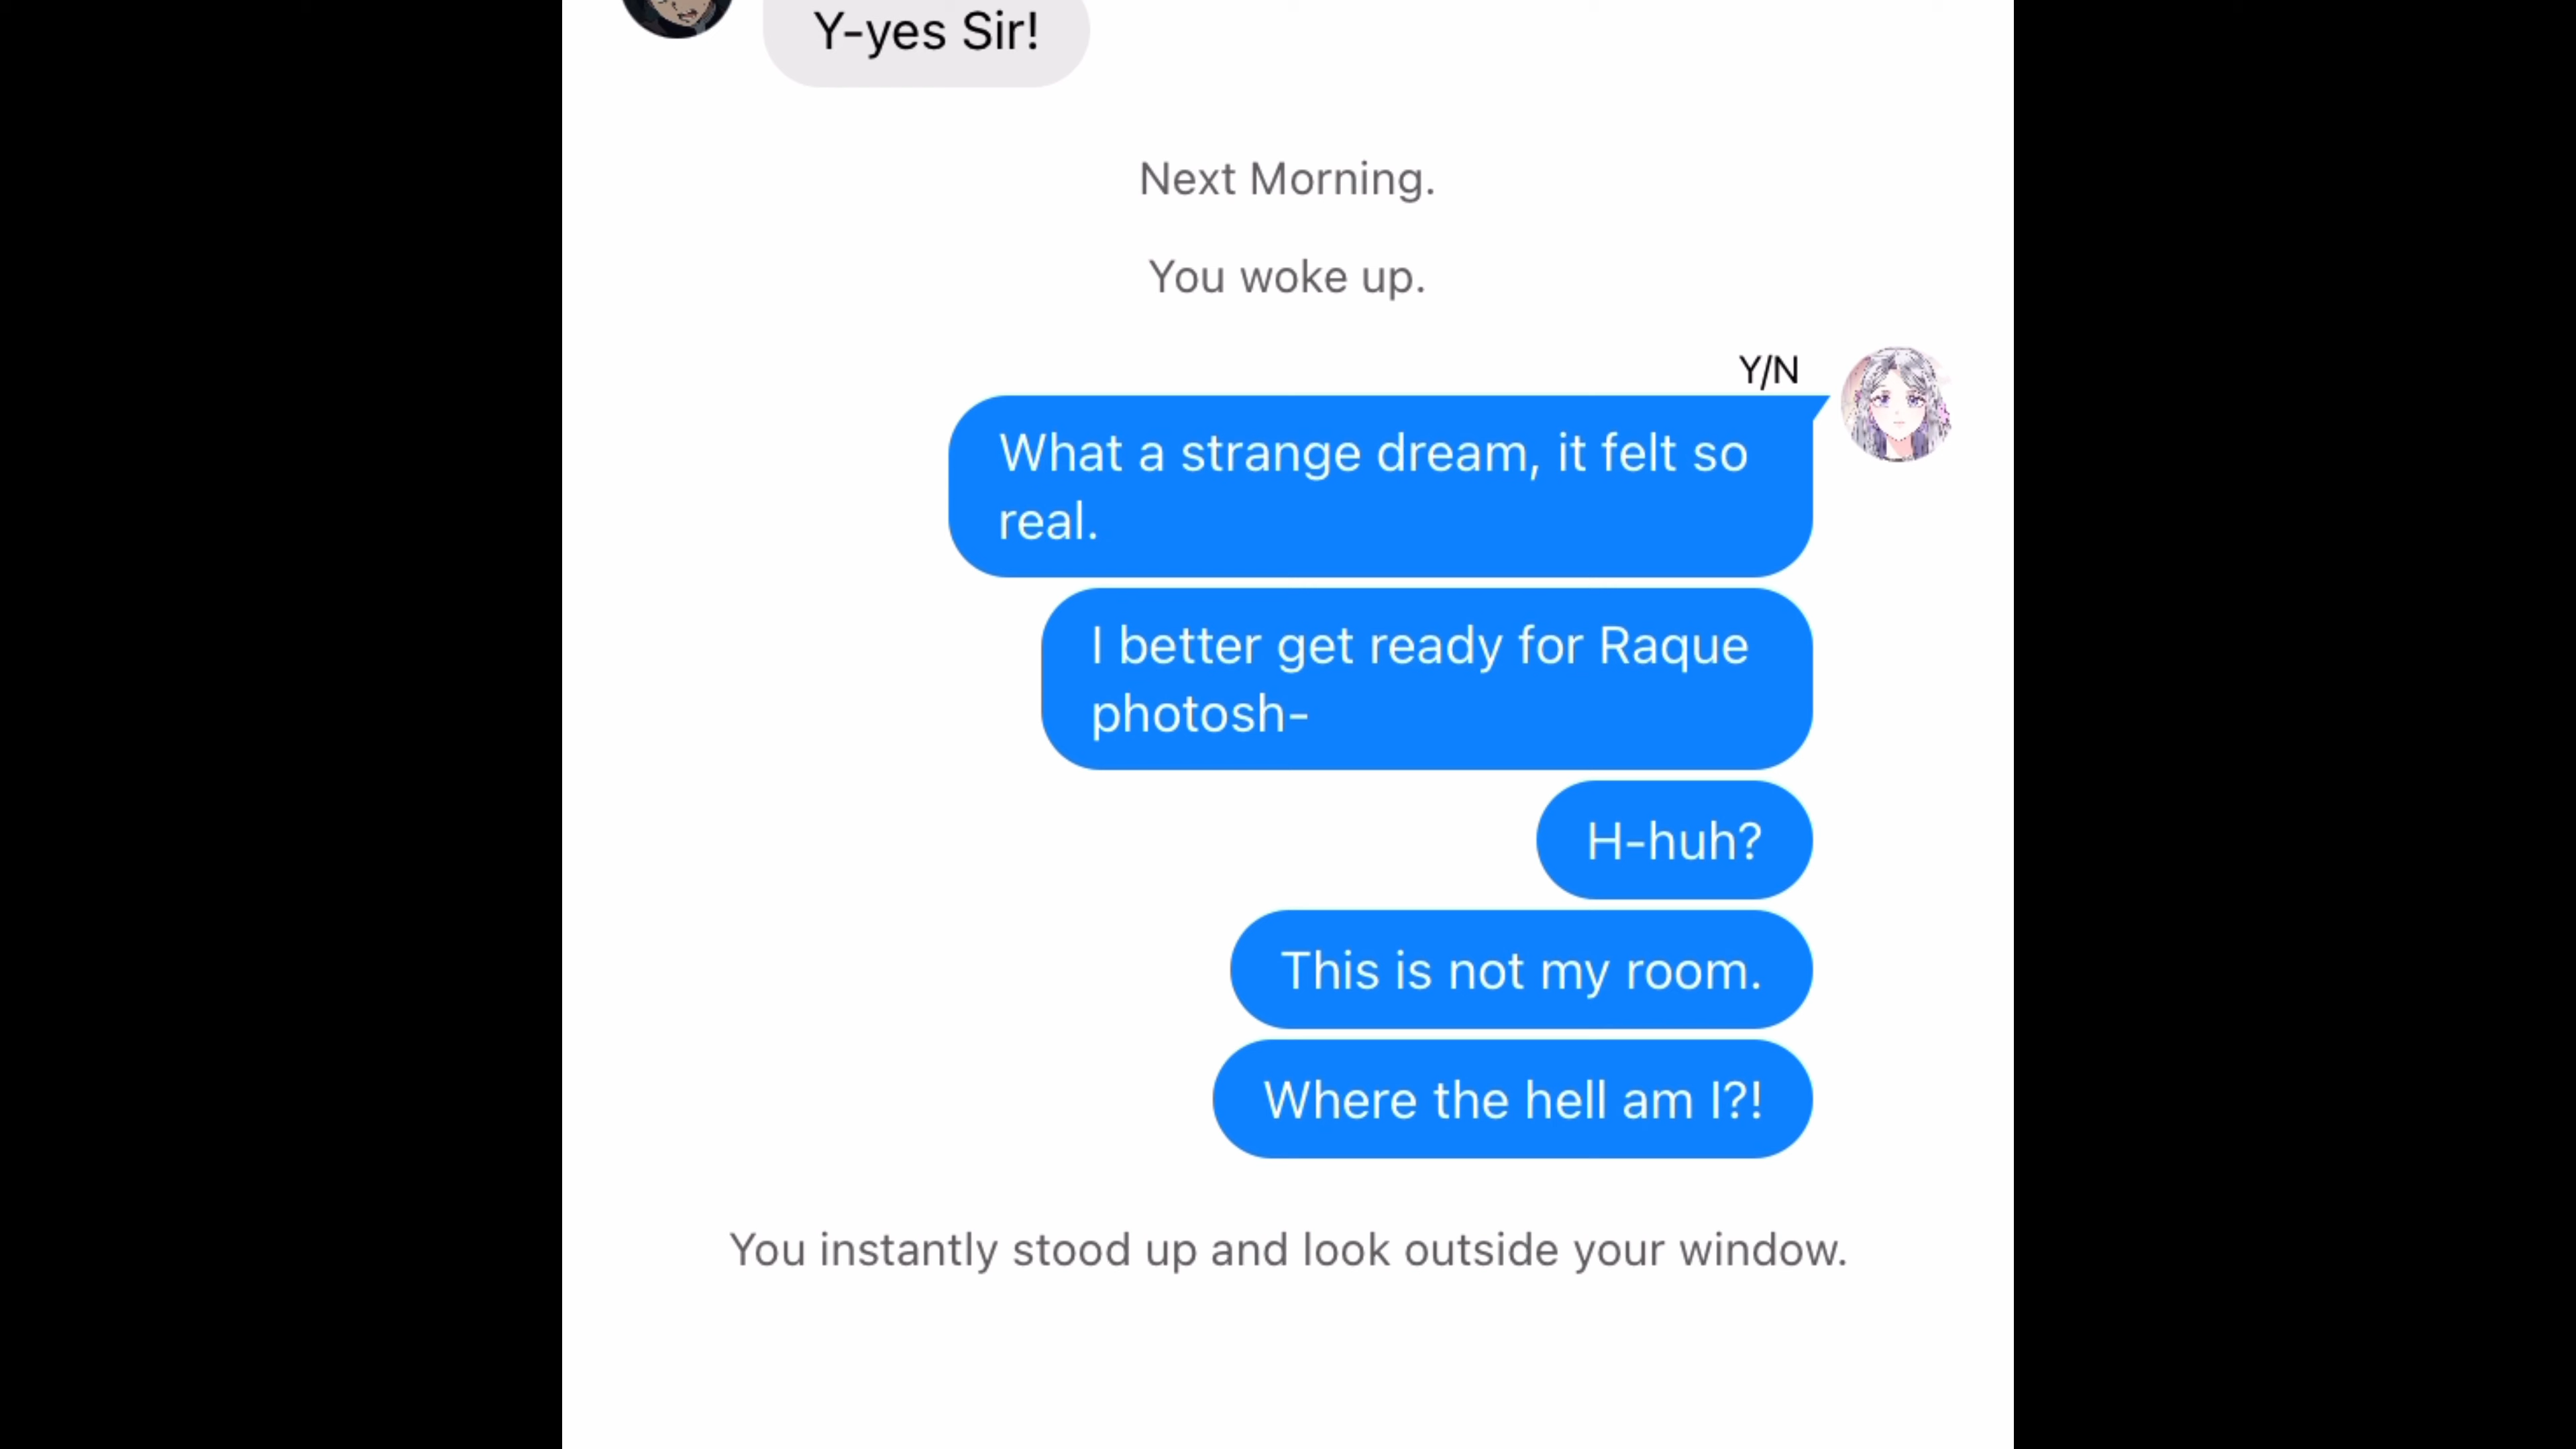 Y-yes Sir!
Next Morning.
You woke up.
Y/N
What a strange dream, it felt so
real.
I better get ready for Raque
photosh-
H-huh?
This is not my room.
Where the hell am I?!
You instantly stood up and look outside your window.